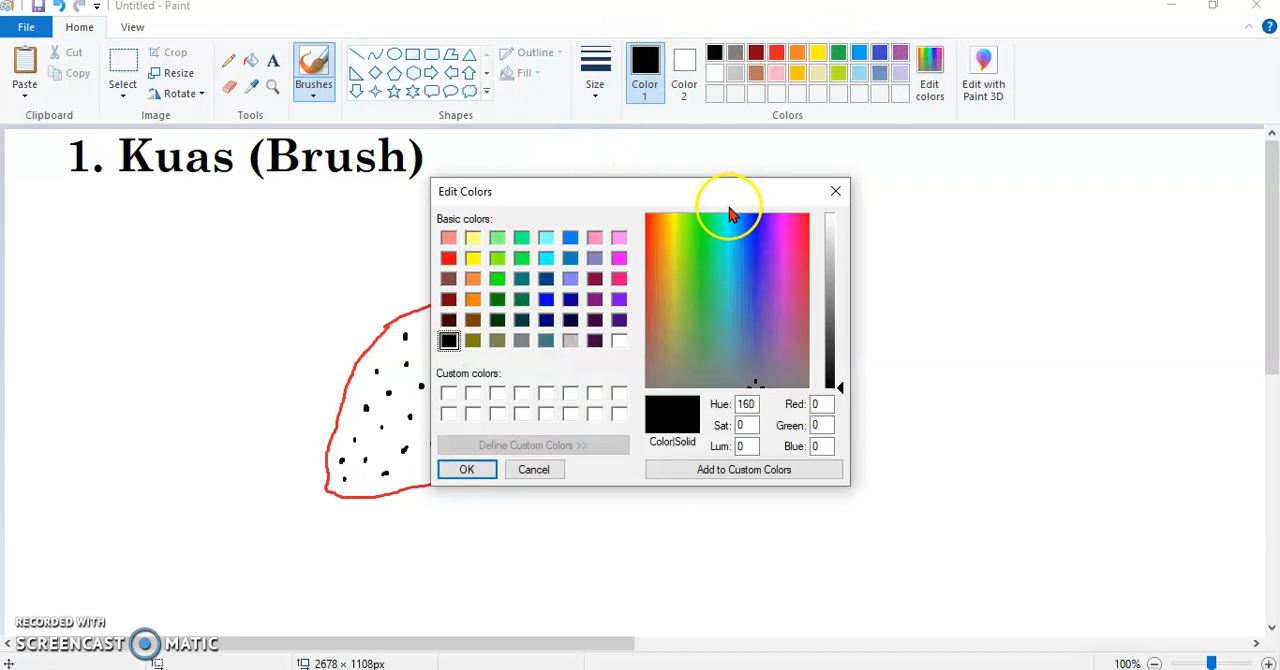 Untitled - Paint
File Home View
Paste
Cut
Copy
Clipboard
Select
Crop
Resize
Rotate
Image
A
Tools
Brushes
Outline
Fill
Shapes
Size
Color 1
Color 2
Edit colors
Colors
Edit with Paint 3D
1. Kuas (Brush)
Edit Colors
Basic colors:
Custom colors:
Define Custom Colors >>
OK Cancel
Color|Solid
Hue: 160 Red: 0
Sat: 0 Green: 0
Lum: 0 Blue: 0
Add to Custom Colors
RECORDED WITH
SCREENCAST MATIC
2678 × 1108px
100%